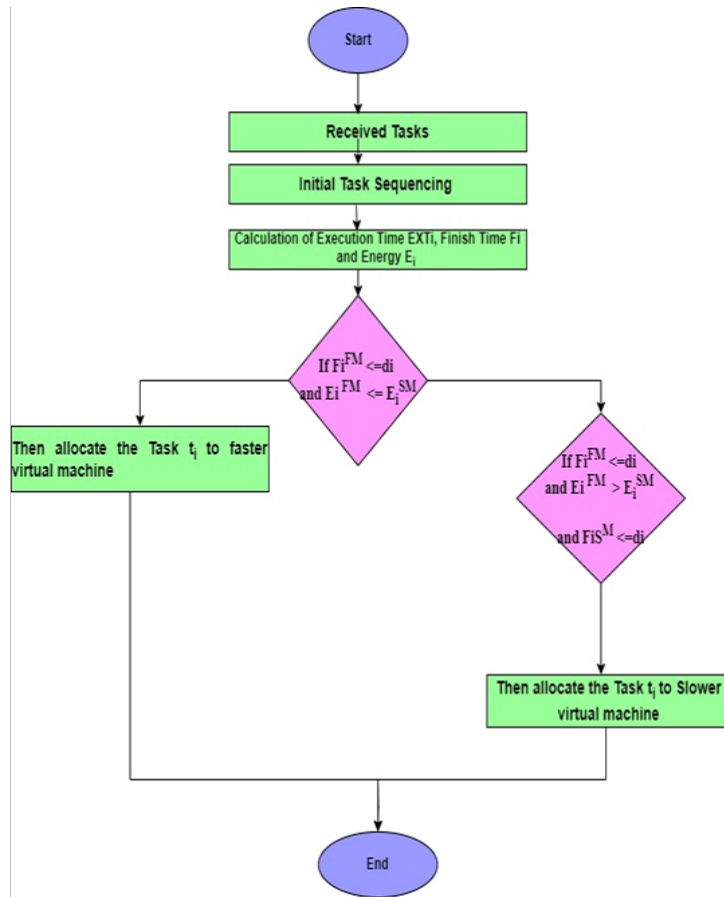 Start
Received Tasks
Initial Task Sequencing
Calculation of Execution Time EXTi, Finish Time Fi
and Energy Eᵢ
If Fi^FM <=di
and Ei^FM <= Eᵢ^SM
Then allocate the Task tᵢ to faster
virtual machine
If Fi^FM <=di
and Ei^FM > Eᵢ^SM
and FiS^M <=di
Then allocate the Task tᵢ to Slower
virtual machine
End